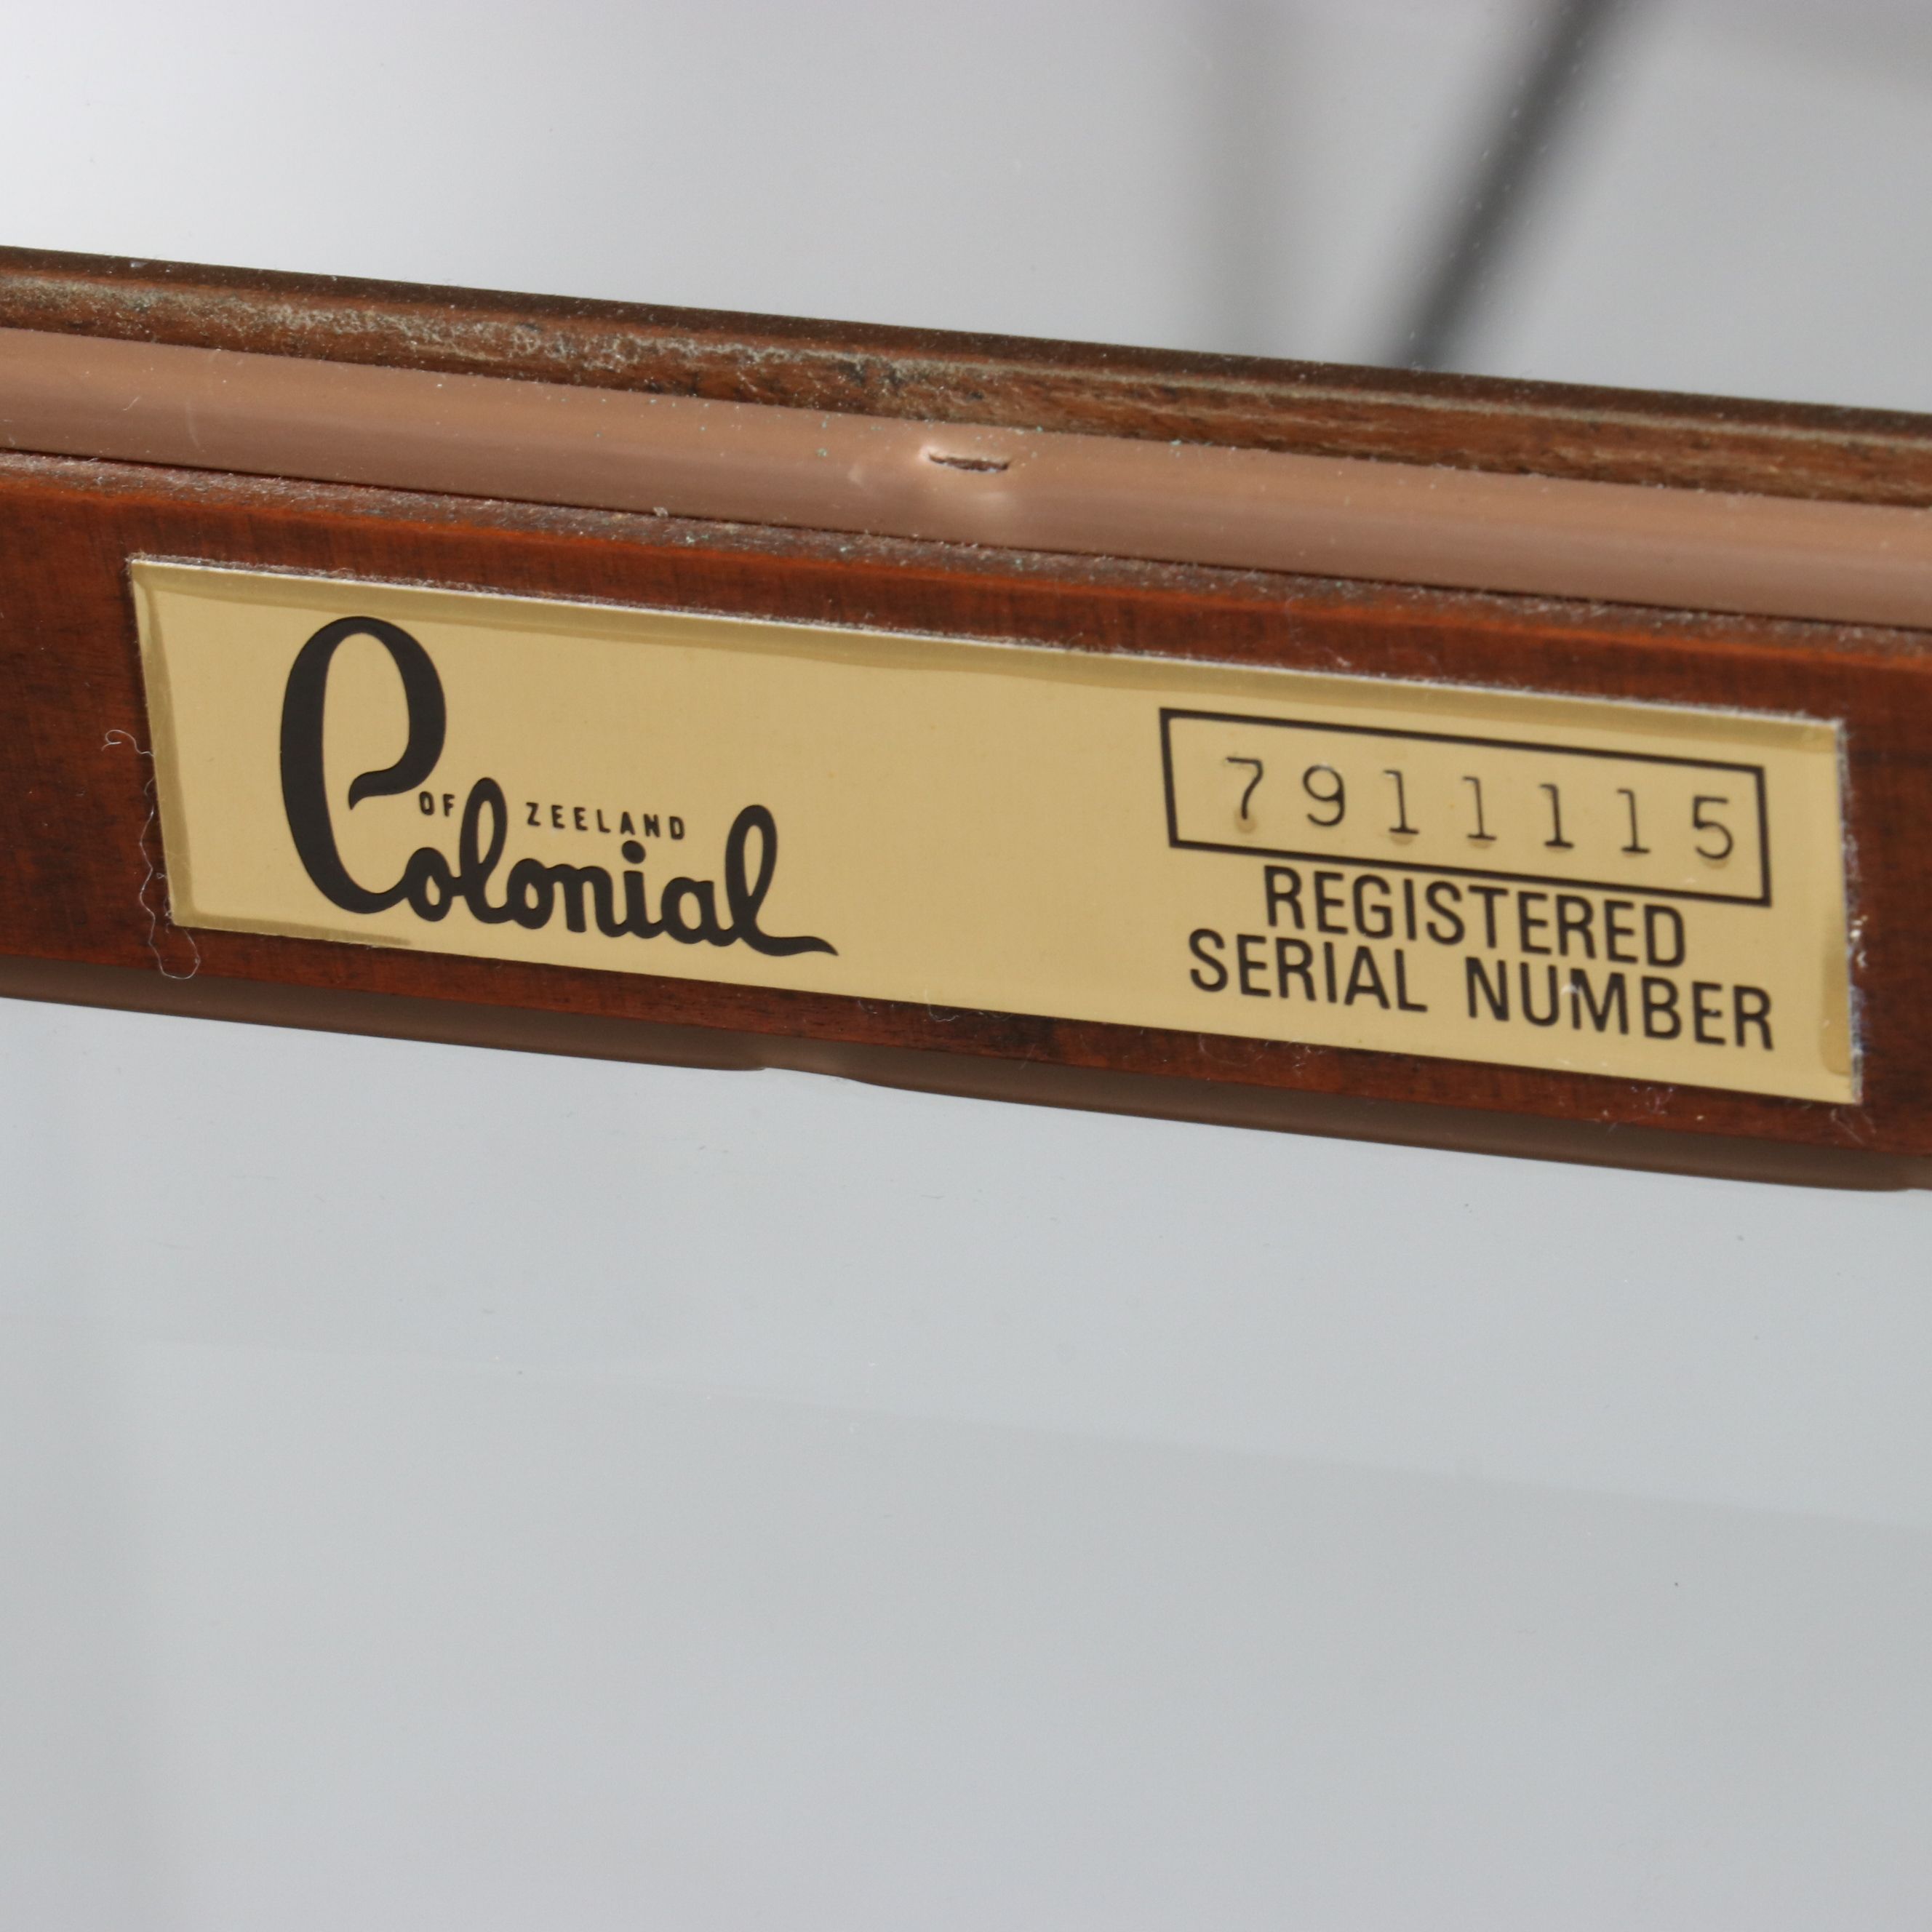 OF ZEELAND
Colonial
7911115
REGISTERED
SERIAL NUMBER